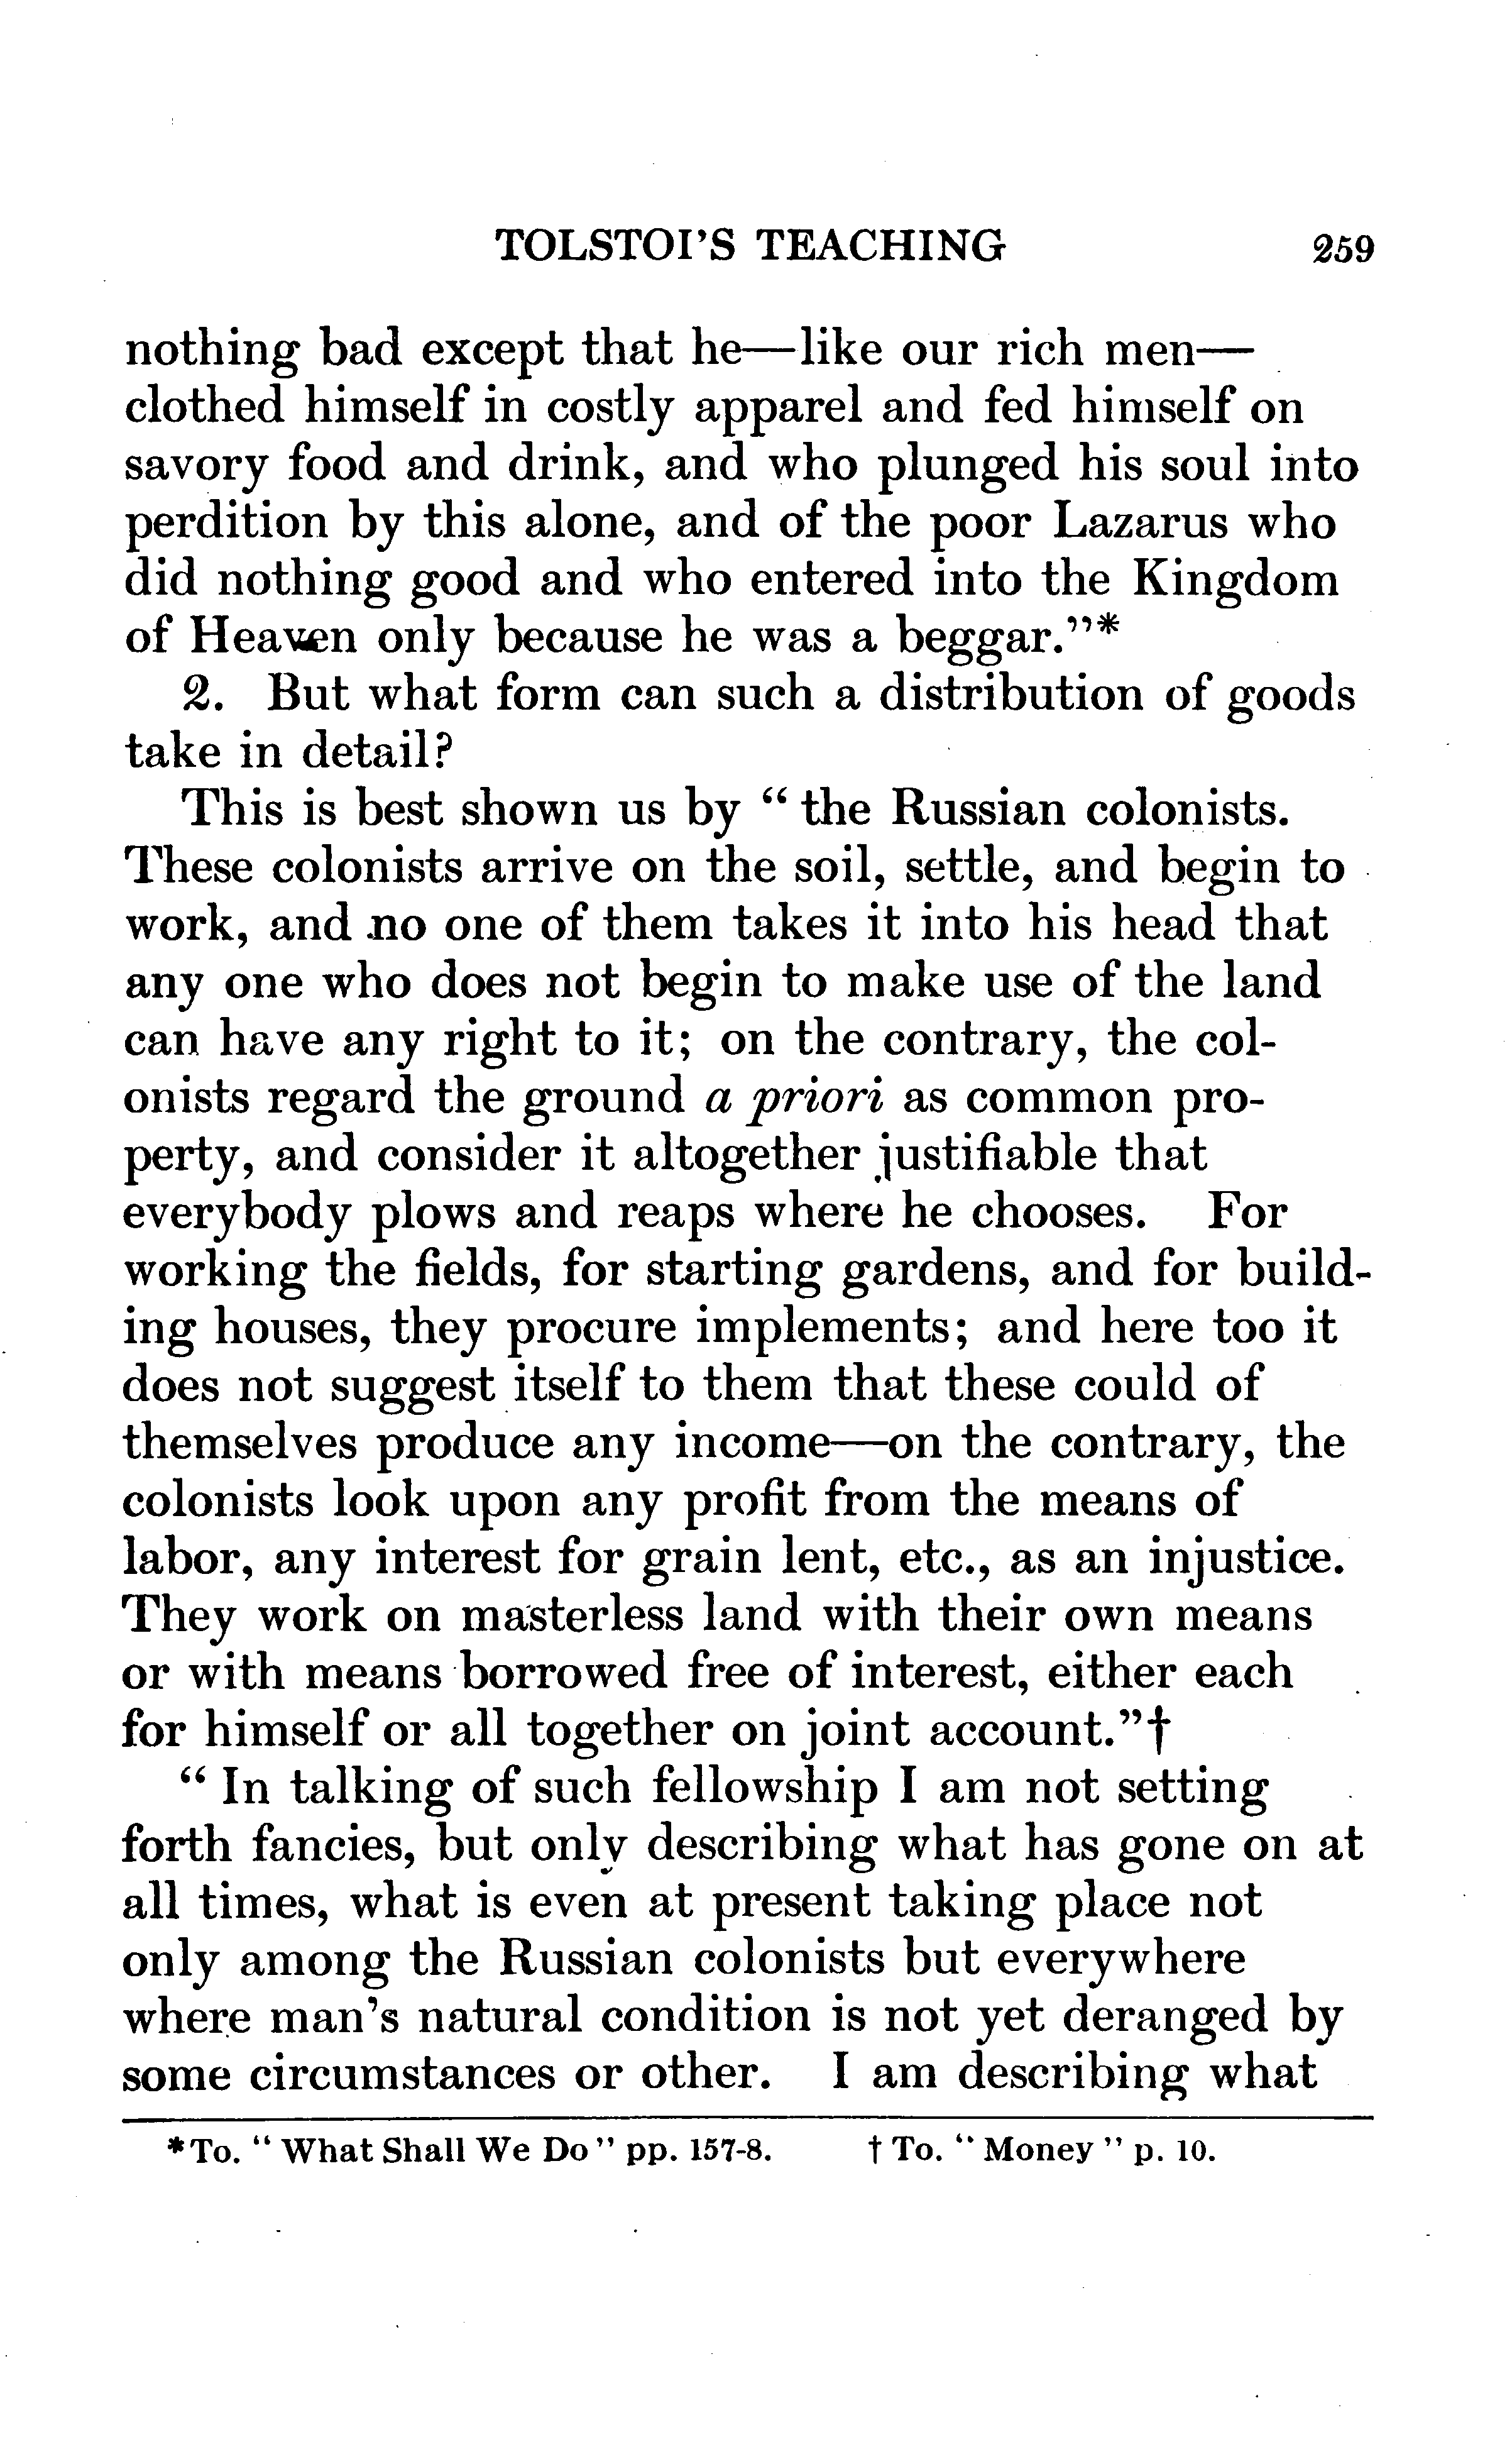 TOLSTOI'S TEACHING 259
nothing bad except that he—like our rich men—
clothed himself in costly apparel and fed himself on
savory food and drink, and who plunged his soul into
perdition by this alone, and of the poor Lazarus who
did nothing good and who entered into the Kingdom
of Heaven only because he was a beggar."*
2. But what form can such a distribution of goods
take in detail?
This is best shown us by " the Russian colonists.
These colonists arrive on the soil, settle, and begin to
work, and no one of them takes it into his head that
any one who does not begin to make use of the land
can have any right to it; on the contrary, the col-
onists regard the ground a priori as common pro-
perty, and consider it altogether justifiable that
everybody plows and reaps where he chooses. For
working the fields, for starting gardens, and for build-
ing houses, they procure implements; and here too it
does not suggest itself to them that these could of
themselves produce any income—on the contrary, the
colonists look upon any profit from the means of
labor, any interest for grain lent, etc., as an injustice.
They work on masterless land with their own means
or with means borrowed free of interest, either each
for himself or all together on joint account."†
" In talking of such fellowship I am not setting
forth fancies, but only describing what has gone on at
all times, what is even at present taking place not
only among the Russian colonists but everywhere
where man's natural condition is not yet deranged by
some circumstances or other. I am describing what
*To. " What Shall We Do " pp. 157-8. † To. " Money " p. 10.